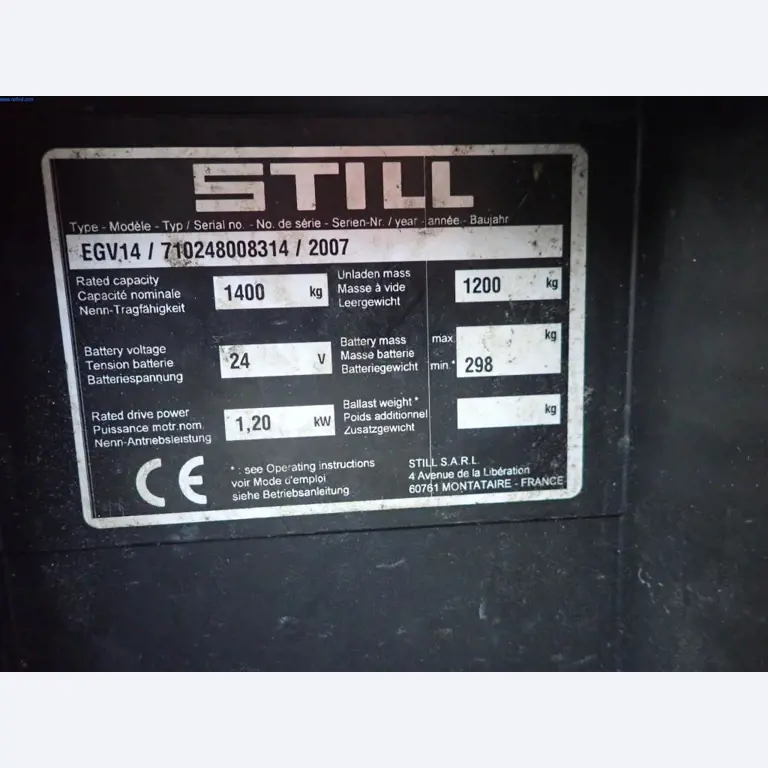 STILL
Type - Modèle - Typ / Serial no. - No. de série - Serien-Nr. / year - année - Baujahr
EGV14 / 710248008314 / 2007
Rated capacity
Capacité nominale
Nenn-Tragfähigkeit
1400 kg
Unladen mass
Masse à vide
Leergewicht
1200 kg
Battery voltage
Tension batterie
Batteriespannung
24 V
Battery mass
Masse batterie
Batteriegewicht
max. kg
min.* 298
Rated drive power
Puissance motr.nom.
Nenn-Antriebsleistung
1,20 kW
Ballast weight *
Poids additionnel
Zusatzgewicht
kg
CE
* : see Operating instructions
voir Mode d'emploi
siehe Betriebsanleitung
STILL S.A.R.L.
4 Avenue de la Libération
60761 MONTATAIRE - FRANCE